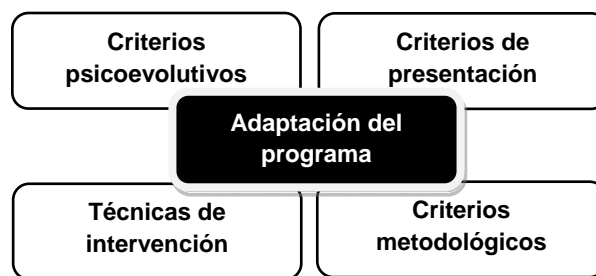 Criterios
psicoevolutivos
Criterios de
presentación
Adaptación del
programa
Técnicas de
intervención
Criterios
metodológicos